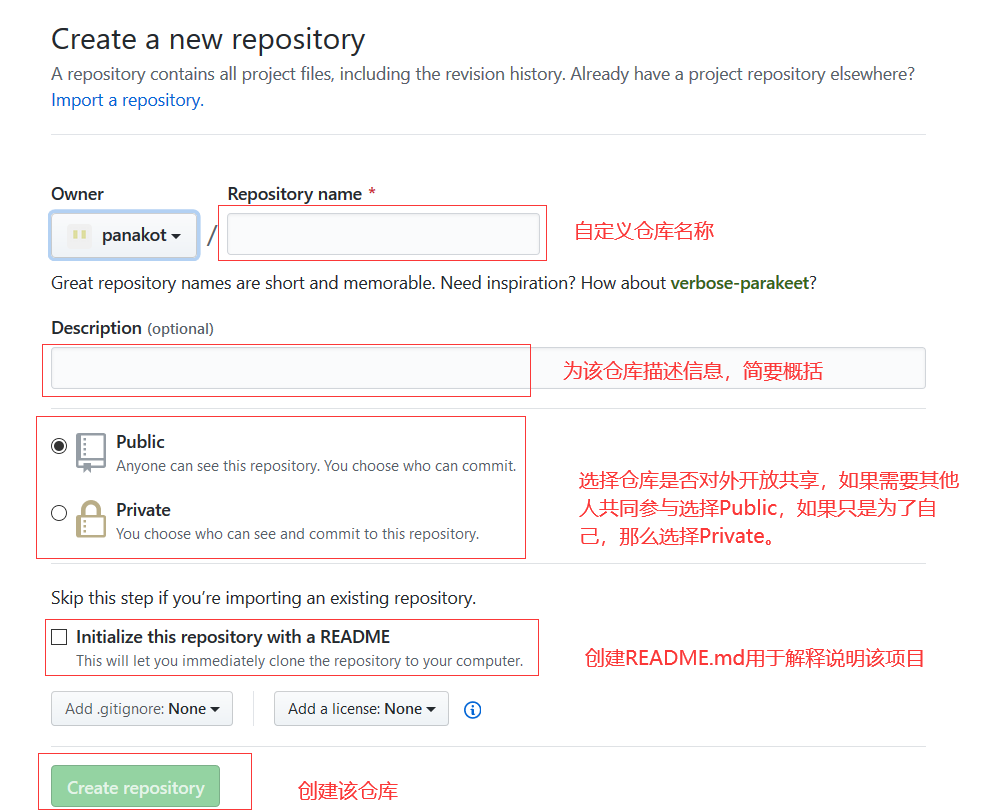 Create a new repository
A repository contains all project files, including the revision history. Already have a project repository elsewhere?
Import a repository.
Owner
Repository name *
panakot
/
自定义仓库名称
Great repository names are short and memorable. Need inspiration? How about verbose-parakeet?
Description (optional)
为该仓库描述信息，简要概括
Public
Anyone can see this repository. You choose who can commit.
Private
You choose who can see and commit to this repository.
选择仓库是否对外开放共享，如果需要其他
人共同参与选择Public，如果只是为了自
己，那么选择Private。
Skip this step if you’re importing an existing repository.
Initialize this repository with a README
This will let you immediately clone the repository to your computer.
创建README.md用于解释说明该项目
Add .gitignore: None
Add a license: None
Create repository
创建该仓库